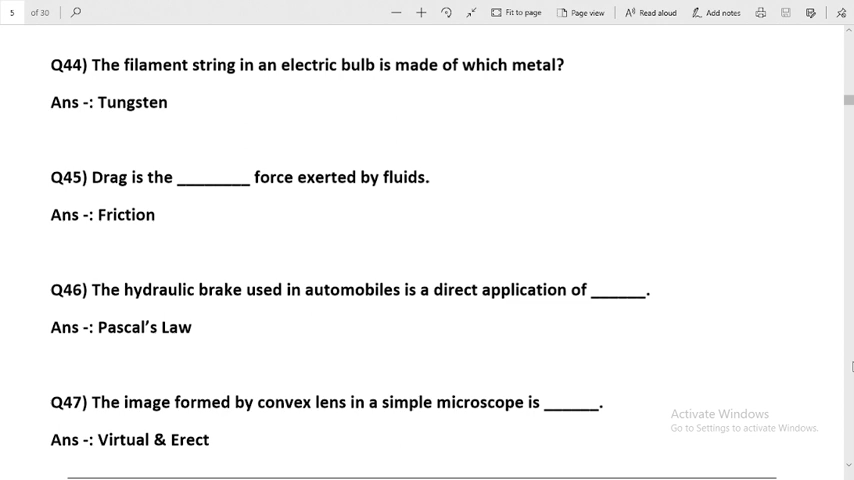 5 of 30 Fit to page Page view Read aloud Add notes
Q44) The filament string in an electric bulb is made of which metal?
Ans -: Tungsten
Q45) Drag is the ________ force exerted by fluids.
Ans -: Friction
Q46) The hydraulic brake used in automobiles is a direct application of ______.
Ans -: Pascal’s Law
Q47) The image formed by convex lens in a simple microscope is ______.
Ans -: Virtual & Erect
Activate Windows
Go to Settings to activate Windows.